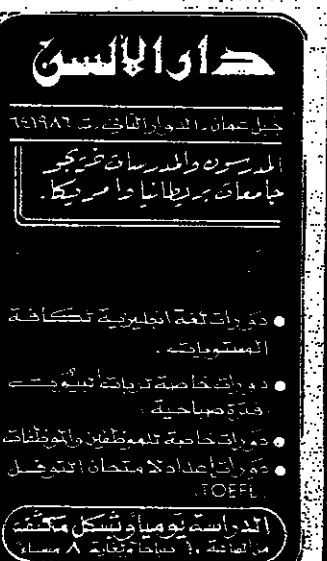 دار الألسن
جبل عمان - الدوار الثاني - ت ٦٤١٩٨٦
المدرسون والمدرسات خريجو
جامعات بريطانيا وامريكا.
● دورات لغة انجليزية لكافة
المستويات.
● دورات خاصة لربات البيوت
فترة صباحية.
● دورات خاصة للموظفين والموظفات
● دورات إعداد لامتحان التوفل
TOEFL.
الدراسة يومياً وبشكل مكثف
من الساعة صباحاً ولغاية ٨ مساءً